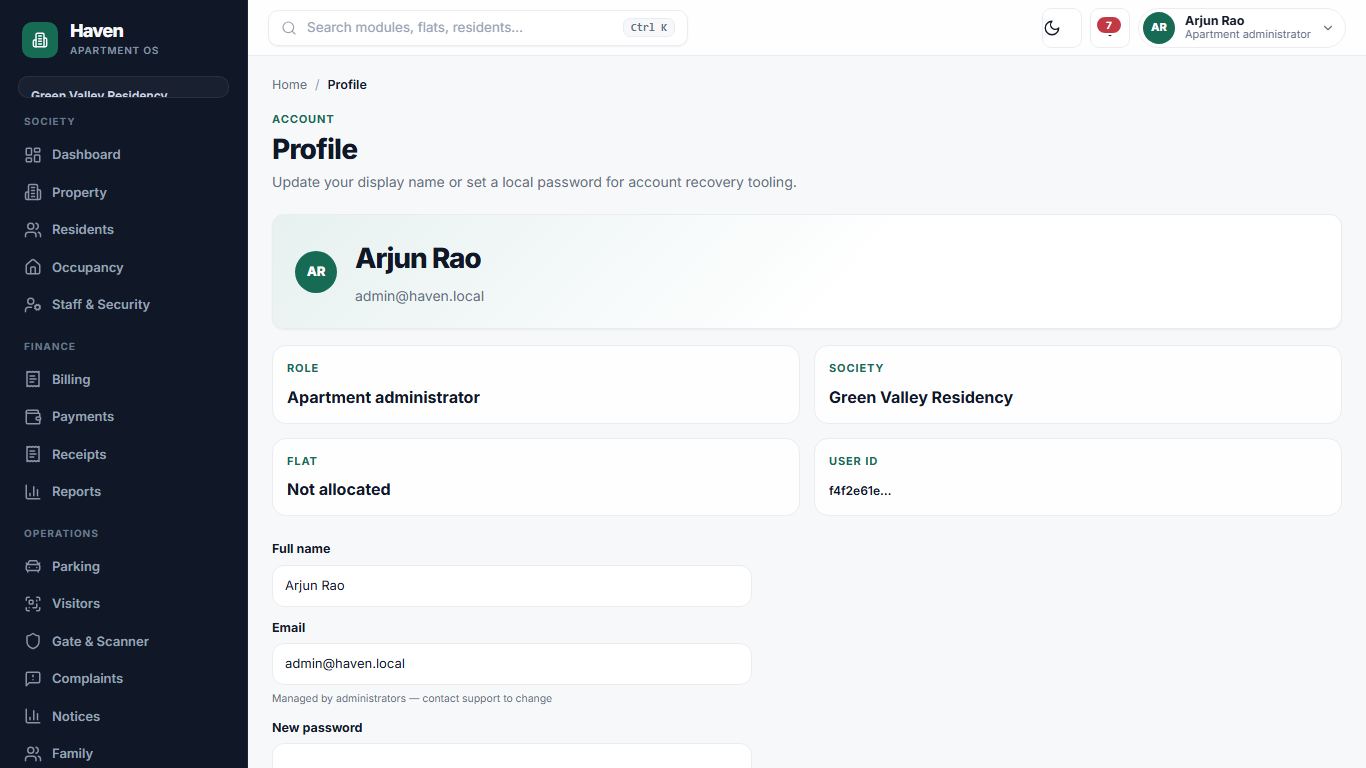 Haven
APARTMENT OS
Green Valley Residency
SOCIETY
Dashboard
Property
Residents
Occupancy
Staff & Security
FINANCE
Billing
Payments
Receipts
Reports
OPERATIONS
Parking
Visitors
Gate & Scanner
Complaints
Notices
Family
Search modules, flats, residents...
Ctrl K
7
AR
Arjun Rao
Apartment administrator
Home / Profile
ACCOUNT
Profile
Update your display name or set a local password for account recovery tooling.
AR
Arjun Rao
admin@haven.local
ROLE
Apartment administrator
SOCIETY
Green Valley Residency
FLAT
Not allocated
USER ID
f4f2e61e...
Full name
Arjun Rao
Email
admin@haven.local
Managed by administrators — contact support to change
New password